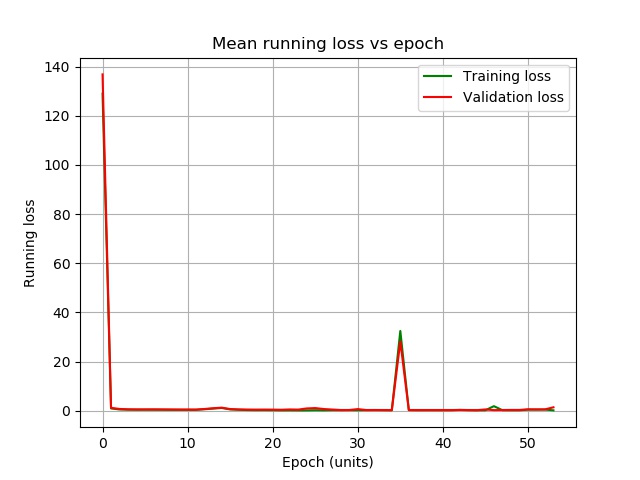 Mean running loss vs epoch
Training loss
Validation loss
140
120
100
80
60
40
20
0
Running loss
0 10 20 30 40 50
Epoch (units)